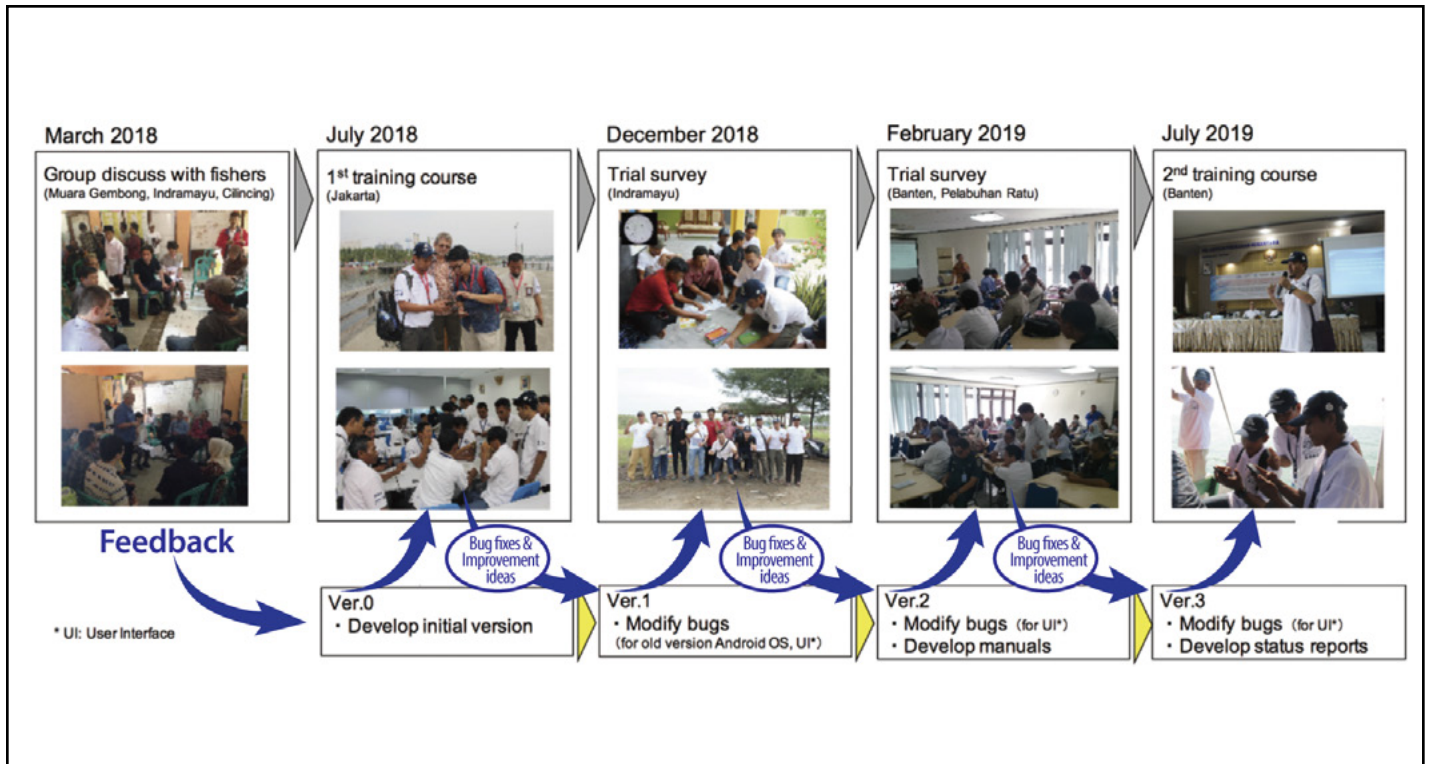 March 2018
Group discuss with fishers
(Muara Gembong, Indramayu, Cilincing)
July 2018
1st training course
(Jakarta)
December 2018
Trial survey
(Indramayu)
February 2019
Trial survey
(Banten, Pelabuhan Ratu)
July 2019
2nd training course
(Banten)
Feedback
Bug fixes &
Improvement
ideas
Bug fixes &
Improvement
ideas
Bug fixes &
Improvement
ideas
* UI: User Interface
Ver.0
・ Develop initial version
Ver.1
・ Modify bugs
(for old version Android OS, UI*)
Ver.2
・ Modify bugs (for UI*)
・ Develop manuals
Ver.3
・ Modify bugs (for UI*)
・ Develop status reports